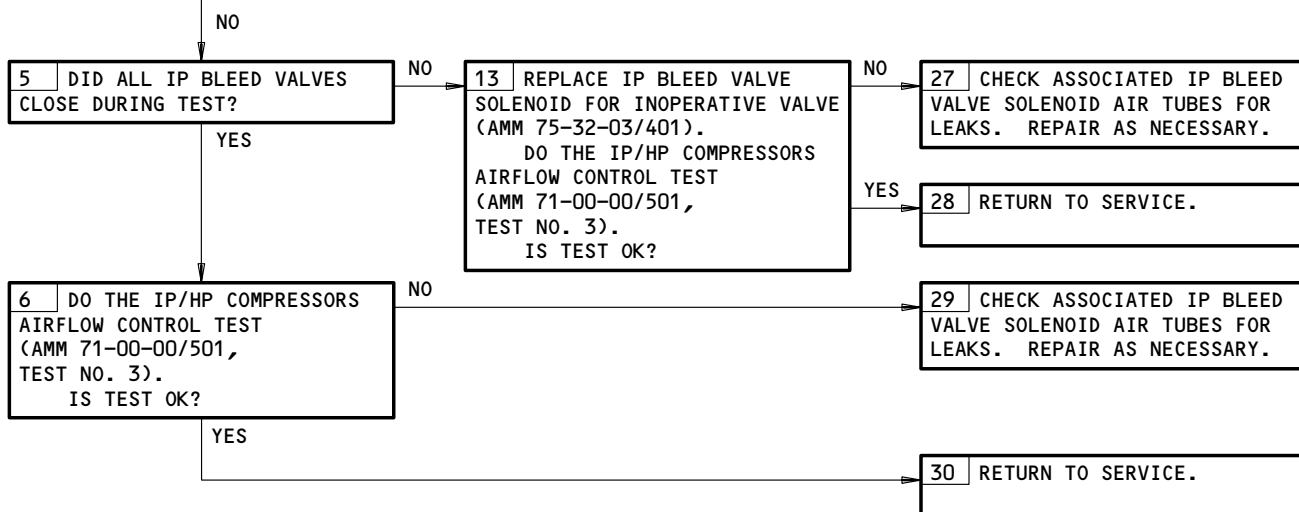 NO
5 DID ALL IP BLEED VALVES
CLOSE DURING TEST?
NO
YES
13 REPLACE IP BLEED VALVE
SOLENOID FOR INOPERATIVE VALVE
(AMM 75-32-03/401).
DO THE IP/HP COMPRESSORS
AIRFLOW CONTROL TEST
(AMM 71-00-00/501,
TEST NO. 3).
IS TEST OK?
NO
27 CHECK ASSOCIATED IP BLEED
VALVE SOLENOID AIR TUBES FOR
LEAKS. REPAIR AS NECESSARY.
YES
28 RETURN TO SERVICE.
6 DO THE IP/HP COMPRESSORS
AIRFLOW CONTROL TEST
(AMM 71-00-00/501,
TEST NO. 3).
IS TEST OK?
NO
29 CHECK ASSOCIATED IP BLEED
VALVE SOLENOID AIR TUBES FOR
LEAKS. REPAIR AS NECESSARY.
YES
30 RETURN TO SERVICE.